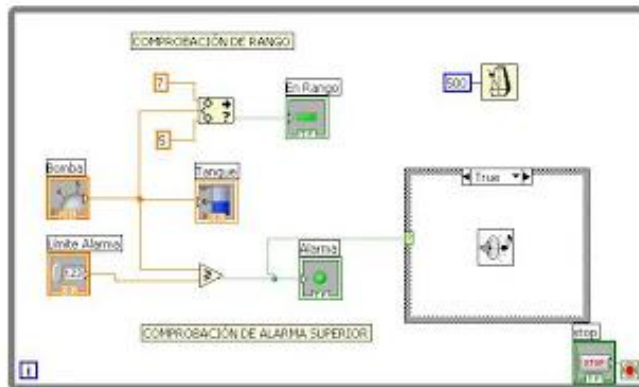 COMPROBACIÓN DE RANGO
7
5
En Rango
500
Bomba
Tanque
True
Límite Alarma
Alarma
COMPROBACIÓN DE ALARMA SUPERIOR
stop
STOP
i